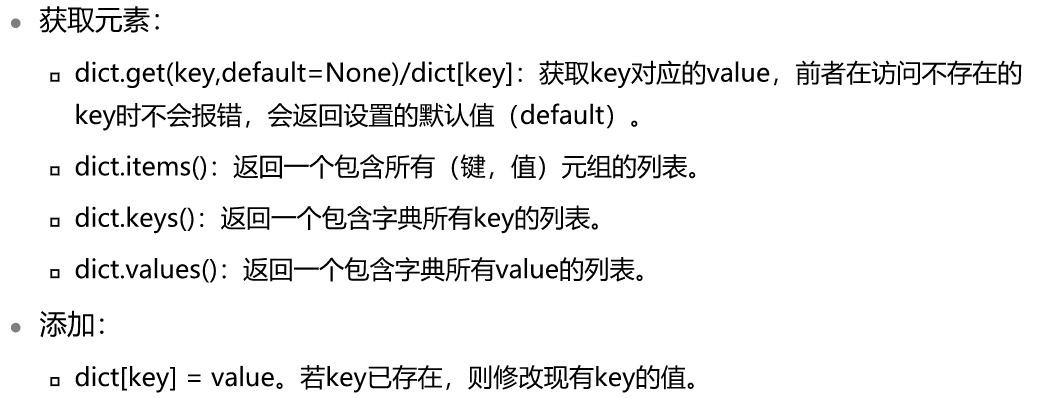 获取元素：
dict.get(key,default=None)/dict[key]：获取key对应的value，前者在访问不存在的
key时不会报错，会返回设置的默认值（default）。
dict.items()：返回一个包含所有（键，值）元组的列表。
dict.keys()：返回一个包含字典所有key的列表。
dict.values()：返回一个包含字典所有value的列表。
添加：
dict[key] = value。若key已存在，则修改现有key的值。